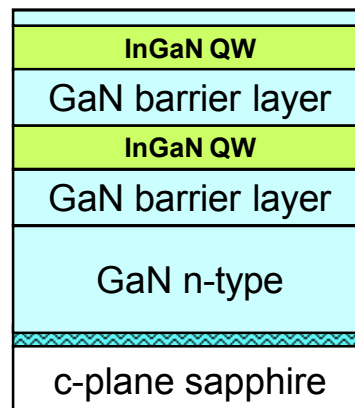 InGaN QW
GaN barrier layer
InGaN QW
GaN barrier layer
GaN n-type
c-plane sapphire